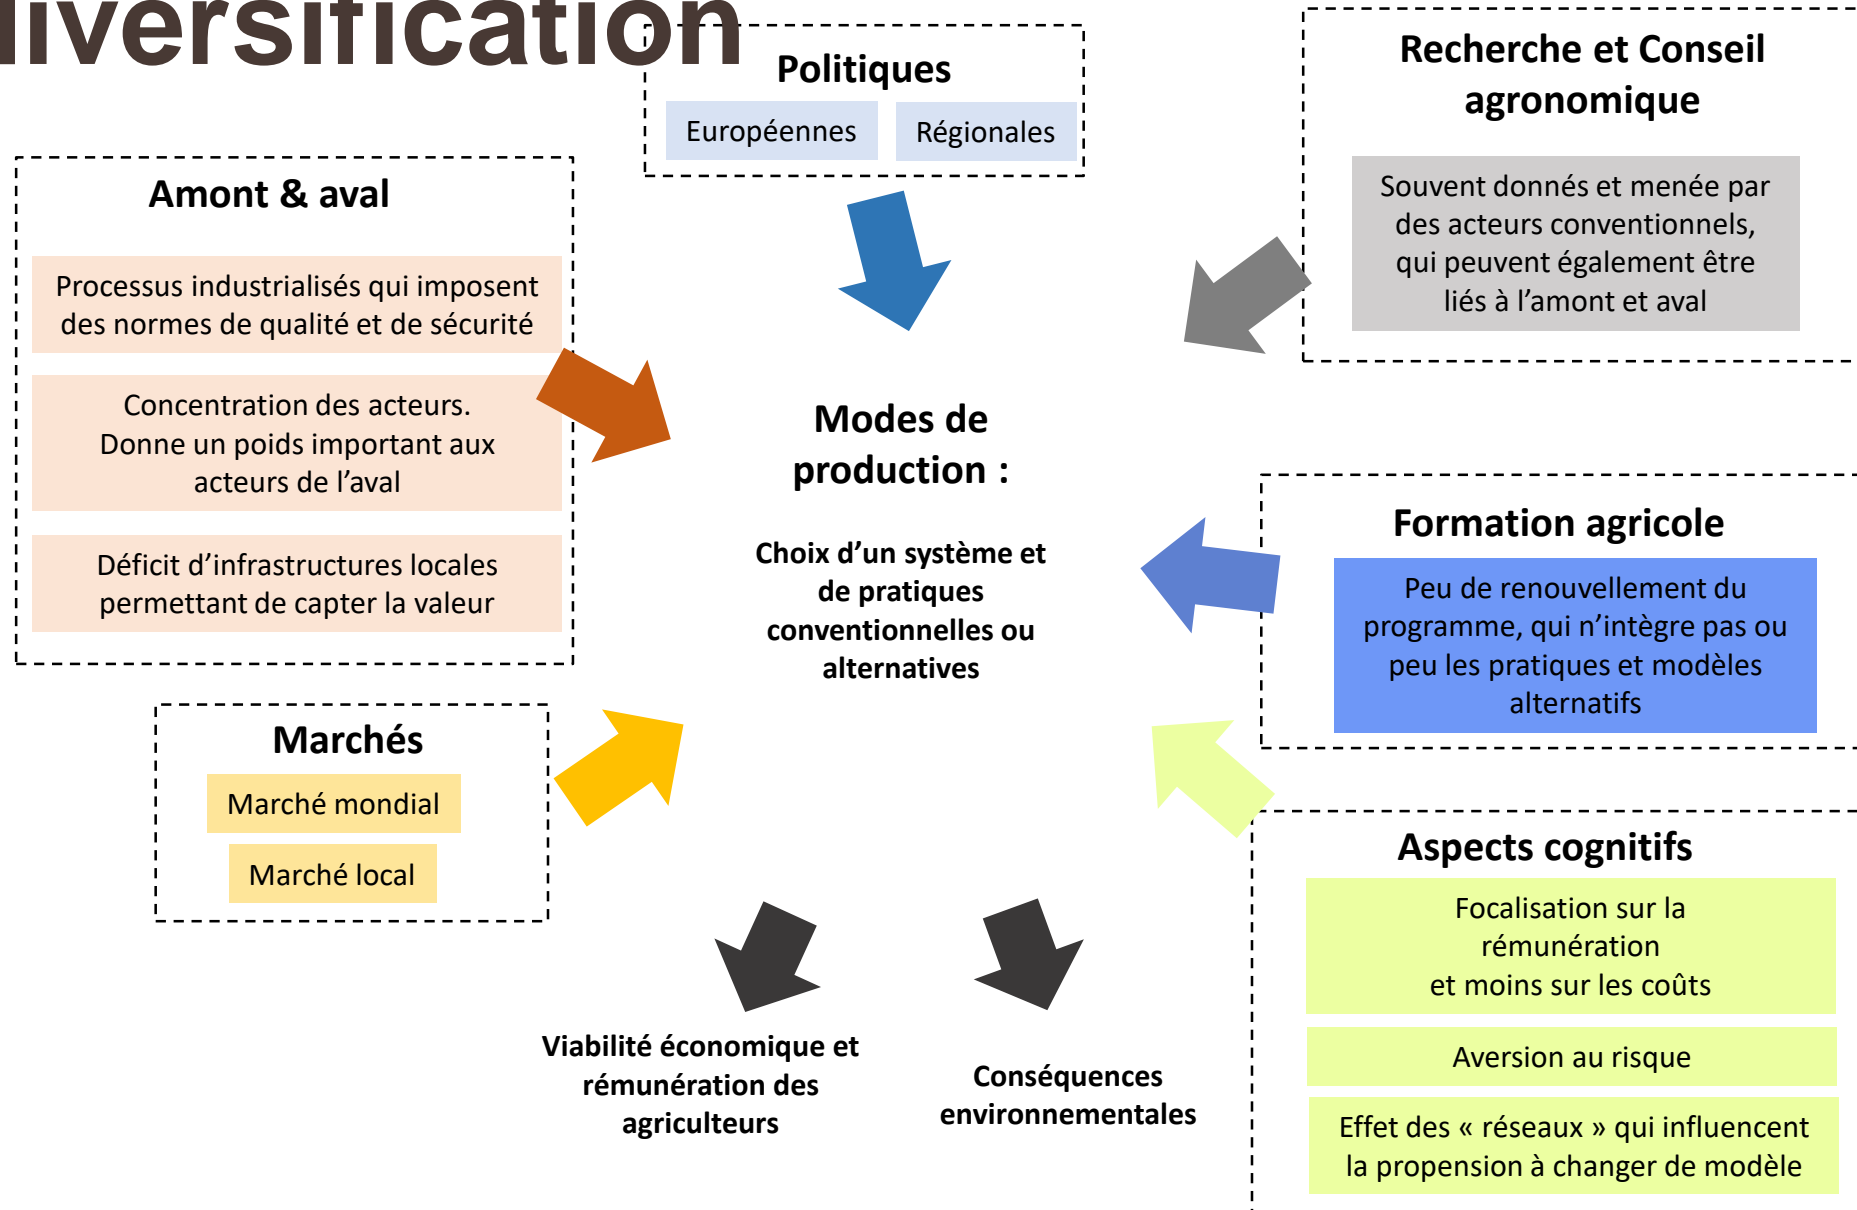 diversification
Politiques
Européennes
Régionales
Recherche et Conseil
agronomique
Souvent donnés et menée par
des acteurs conventionnels,
qui peuvent également être
liés à l’amont et aval
Amont & aval
Processus industrialisés qui imposent
des normes de qualité et de sécurité
Concentration des acteurs.
Donne un poids important aux
acteurs de l’aval
Déficit d’infrastructures locales
permettant de capter la valeur
Modes de
production :
Choix d’un système et
de pratiques
conventionnelles ou
alternatives
Formation agricole
Peu de renouvellement du
programme, qui n’intègre pas ou
peu les pratiques et modèles
alternatifs
Marchés
Marché mondial
Marché local
Aspects cognitifs
Focalisation sur la
rémunération
et moins sur les coûts
Aversion au risque
Effet des « réseaux » qui influencent
la propension à changer de modèle
Viabilité économique et
rémunération des
agriculteurs
Conséquences
environnementales